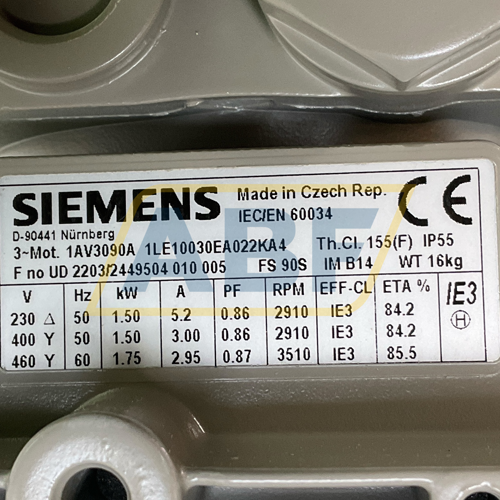 SIEMENS
Made in Czech Rep.
IEC/EN 60034
CE
D-90441 Nürnberg
3~Mot. 1AV3090A 1LE10030EA022KA4 Th.Cl. 155(F) IP55
F no UD 2203/2449504 010 005 FS 90S IM B14 WT 16kg
V Hz kW A PF RPM EFF-CL ETA % IE3
230 Δ 50 1.50 5.2 0.86 2910 IE3 84.2
400 Y 50 1.50 3.00 0.86 2910 IE3 84.2
460 Y 60 1.75 2.95 0.87 3510 IE3 85.5
H
ABF